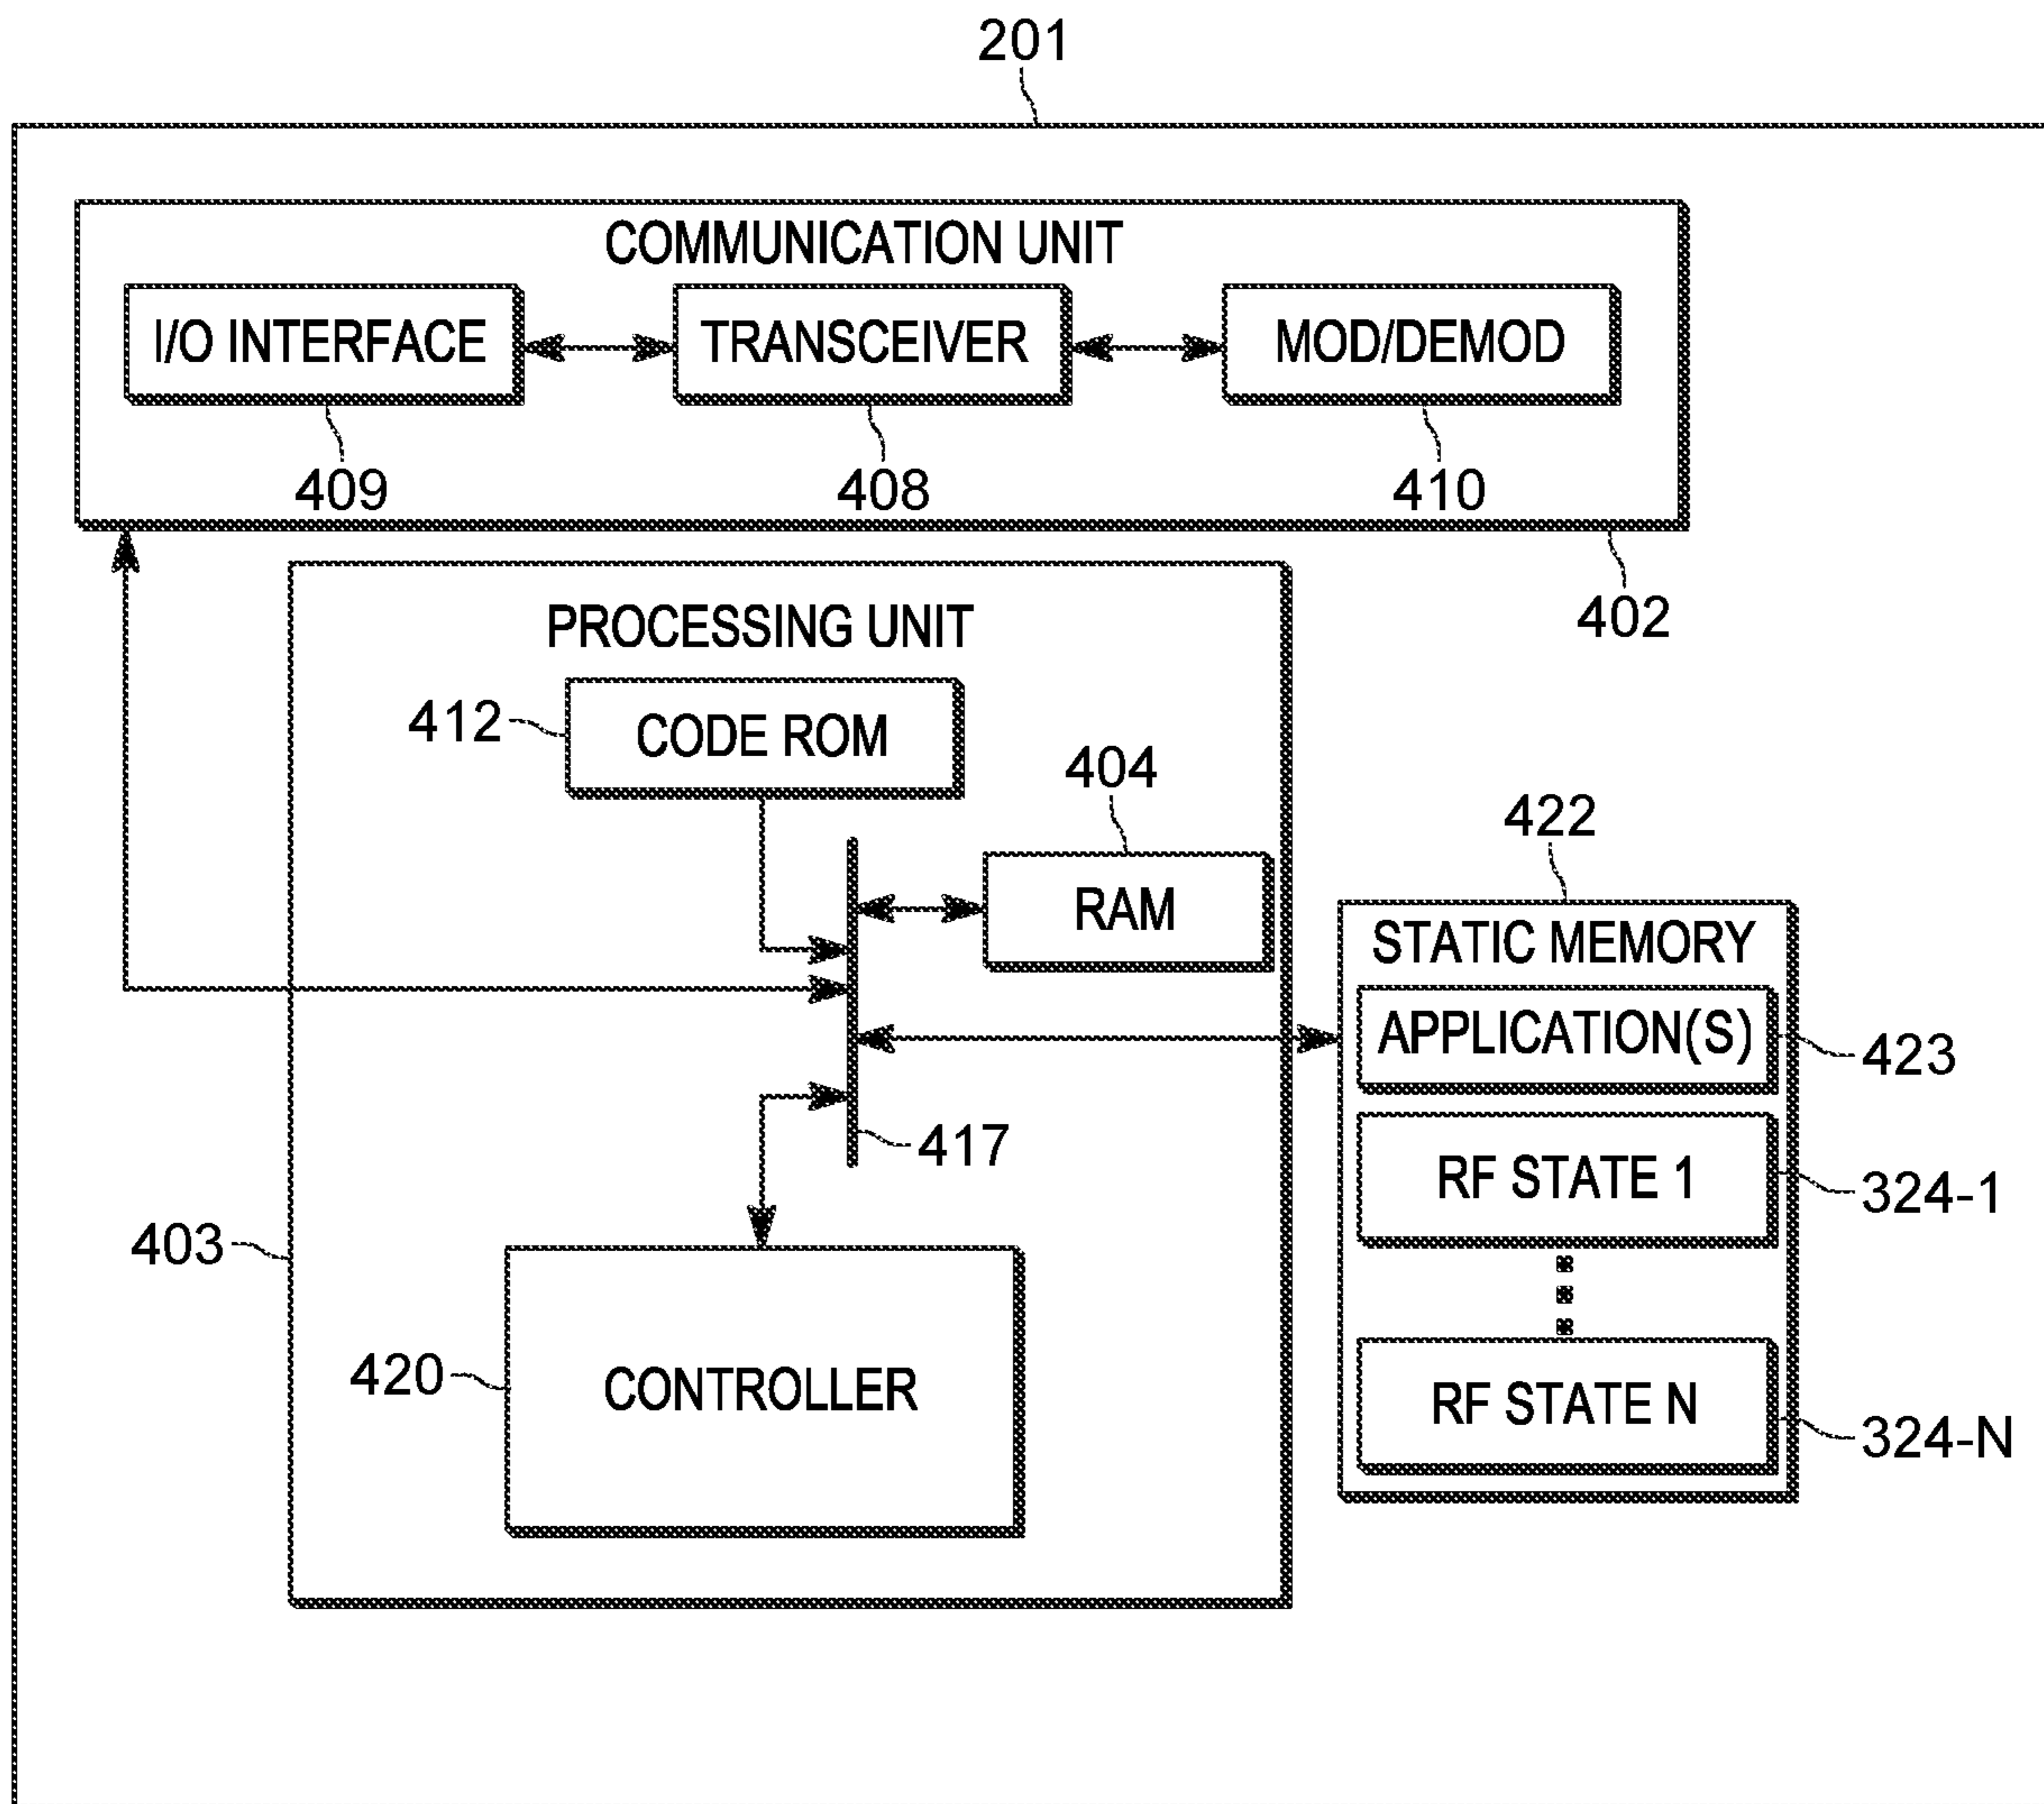 201
COMMUNICATION UNIT
I/O INTERFACE
TRANSCEIVER
MOD/DEMOD
409
408
410
402
PROCESSING UNIT
412
CODE ROM
404
RAM
422
STATIC MEMORY
APPLICATION(S)
423
417
RF STATE 1
324-1
403
420
CONTROLLER
RF STATE N
324-N